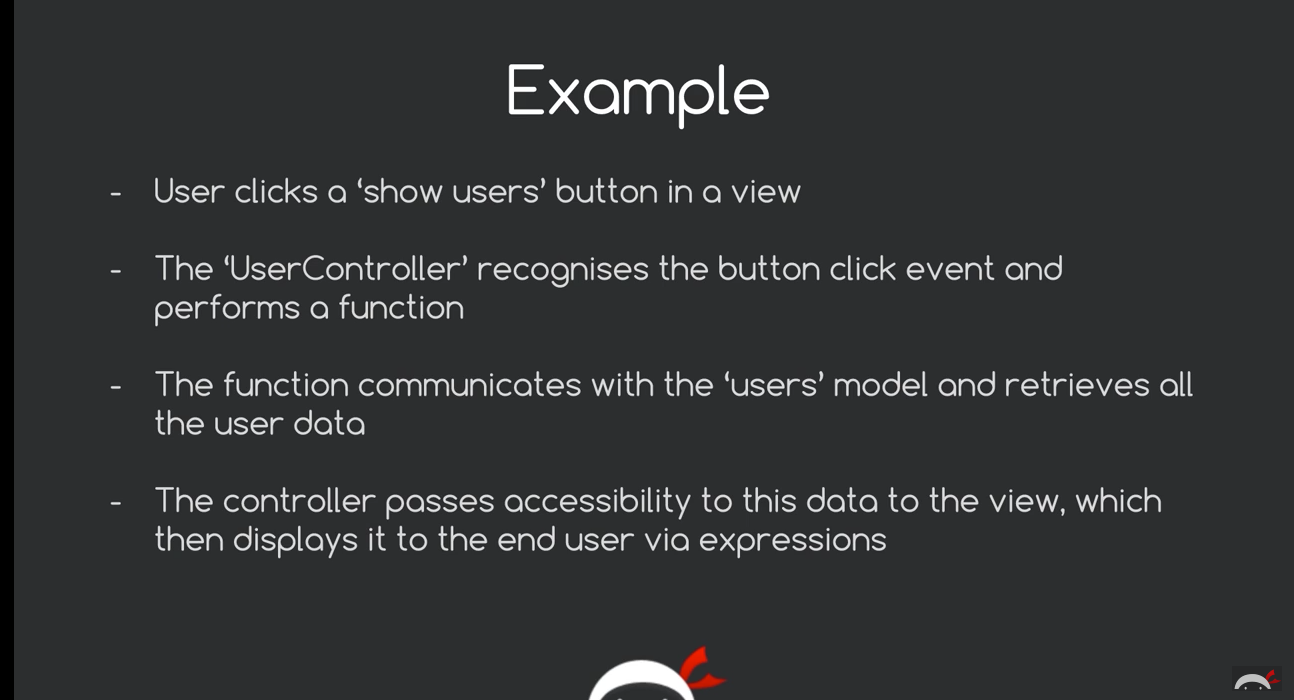 Example
- User clicks a ‘show users’ button in a view
- The ‘UserController’ recognises the button click event and
performs a function
- The function communicates with the ‘users’ model and retrieves all
the user data
- The controller passes accessibility to this data to the view, which
then displays it to the end user via expressions